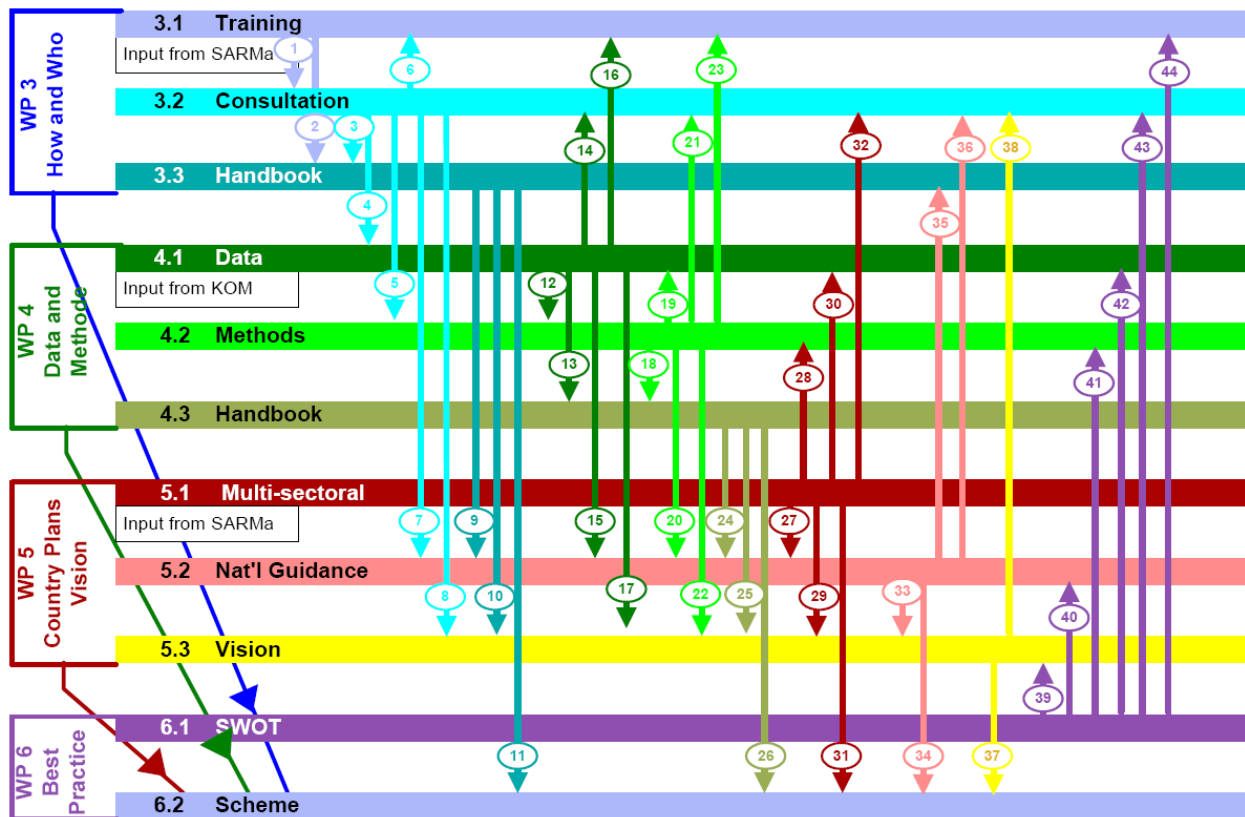 WP 3
How and Who
3.1 Training
Input from SARMa
1
6
16
23
44
3.2 Consultation
2
3
14
21
32
36
38
43
3.3 Handbook
4
35
WP 4
Data and
Methode
4.1 Data
Input from KOM
5
12
19
30
42
4.2 Methods
13
18
28
41
4.3 Handbook
WP 5
Country Plans
Vision
5.1 Multi-sectoral
Input from SARMa
7
9
15
20
24
27
5.2 Nat'l Guidance
8
10
17
22
25
29
33
40
5.3 Vision
39
WP 6
Best
Practice
6.1 SWOT
11
26
31
34
37
6.2 Scheme